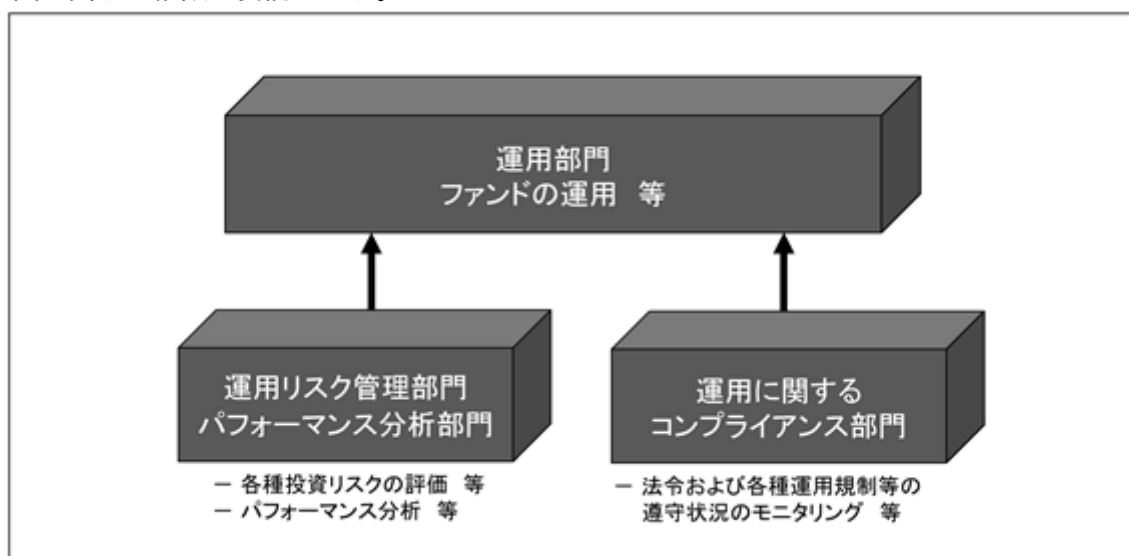 運用部門
ファンドの運用 等
運用リスク管理部門
パフォーマンス分析部門
運用に関する
コンプライアンス部門
－ 各種投資リスクの評価 等
－ パフォーマンス分析 等
－ 法令および各種運用規制等の
遵守状況のモニタリング 等